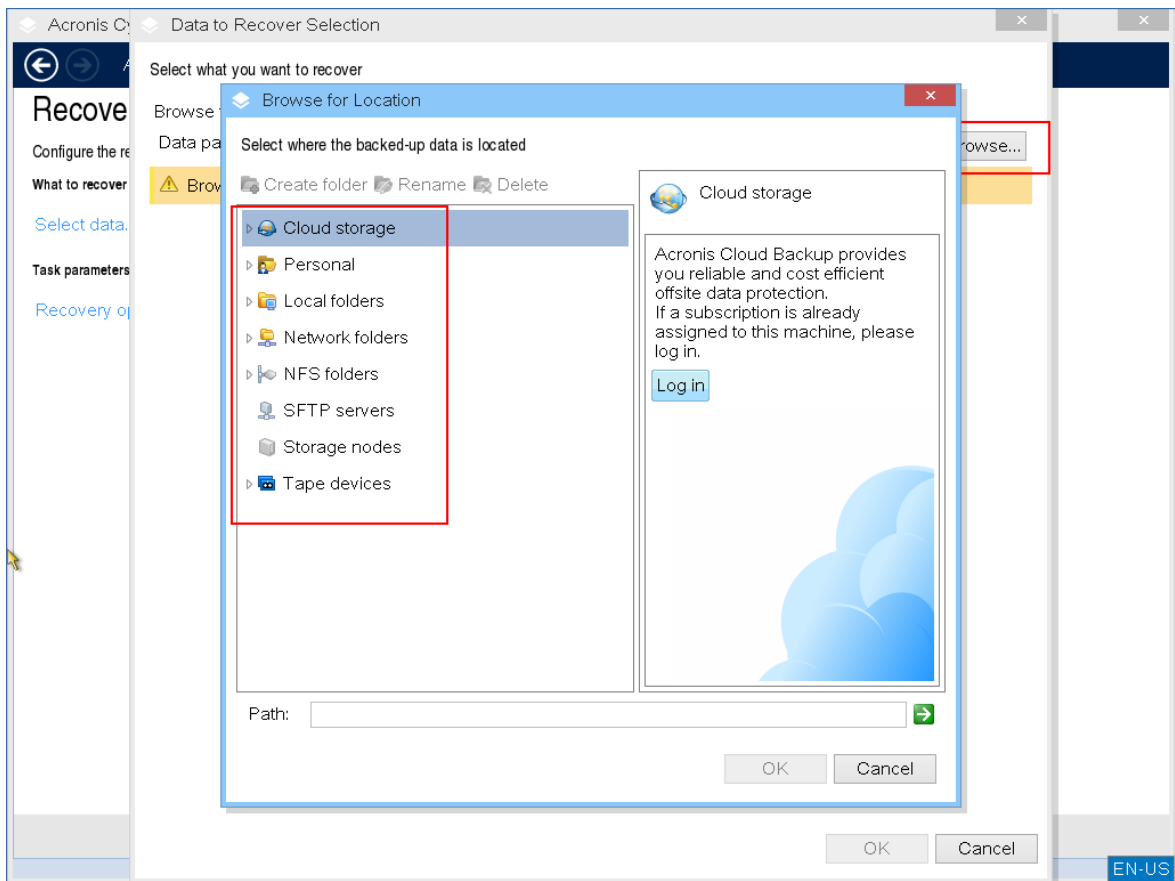 Acronis Cy
Data to Recover Selection
Select what you want to recover
Recove
Browse
Browse for Location
Configure the re
Data pa
Select where the backed-up data is located
rowse...
What to recover
Brow
Create folder Rename Delete
Cloud storage
Select data.
Cloud storage
Personal
Acronis Cloud Backup provides
you reliable and cost efficient
offsite data protection.
If a subscription is already
assigned to this machine, please
log in.
Task parameters
Local folders
Recovery op
Network folders
NFS folders
Log in
SFTP servers
Storage nodes
Tape devices
Path:
OK Cancel
OK Cancel
EN-US